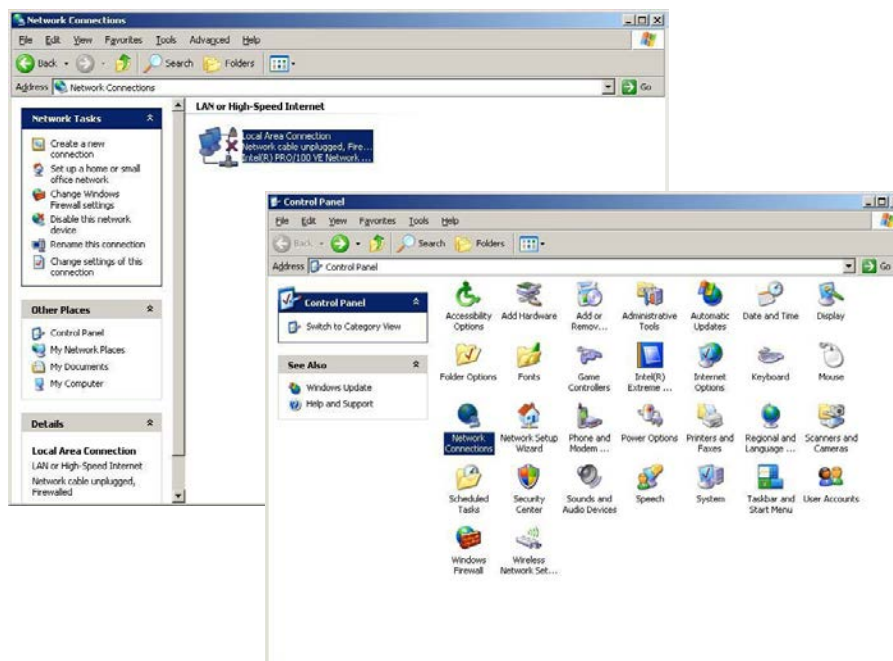 Network Connections
File Edit View Favorites Tools Advanced Help
Back Search Folders
Address Network Connections Go
Network Tasks
Create a new
connection
Set up a home or small
office network
Change Windows
Firewall settings
Disable this network
device
Rename this connection
Change settings of this
connection
Other Places
Control Panel
My Network Places
My Documents
My Computer
Details
Local Area Connection
LAN or High-Speed Internet
Network cable unplugged,
Firewalled
LAN or High-Speed Internet
Local Area Connection
Network cable unplugged, Fire...
Intel(R) PRO/100 VE Network ...
Control Panel
File Edit View Favorites Tools Help
Back Search Folders
Address Control Panel Go
Control Panel
Switch to Category View
See Also
Windows Update
Help and Support
Accessibility Options
Add Hardware
Add or Remov...
Administrative Tools
Automatic Updates
Date and Time
Display
Folder Options
Fonts
Game Controllers
Intel(R) Extreme ...
Internet Options
Keyboard
Mouse
Network Connections
Network Setup Wizard
Phone and Modem ...
Power Options
Printers and Faxes
Regional and Language ...
Scanners and Cameras
Scheduled Tasks
Security Center
Sounds and Audio Devices
Speech
System
Taskbar and Start Menu
User Accounts
Windows Firewall
Wireless Network Set...